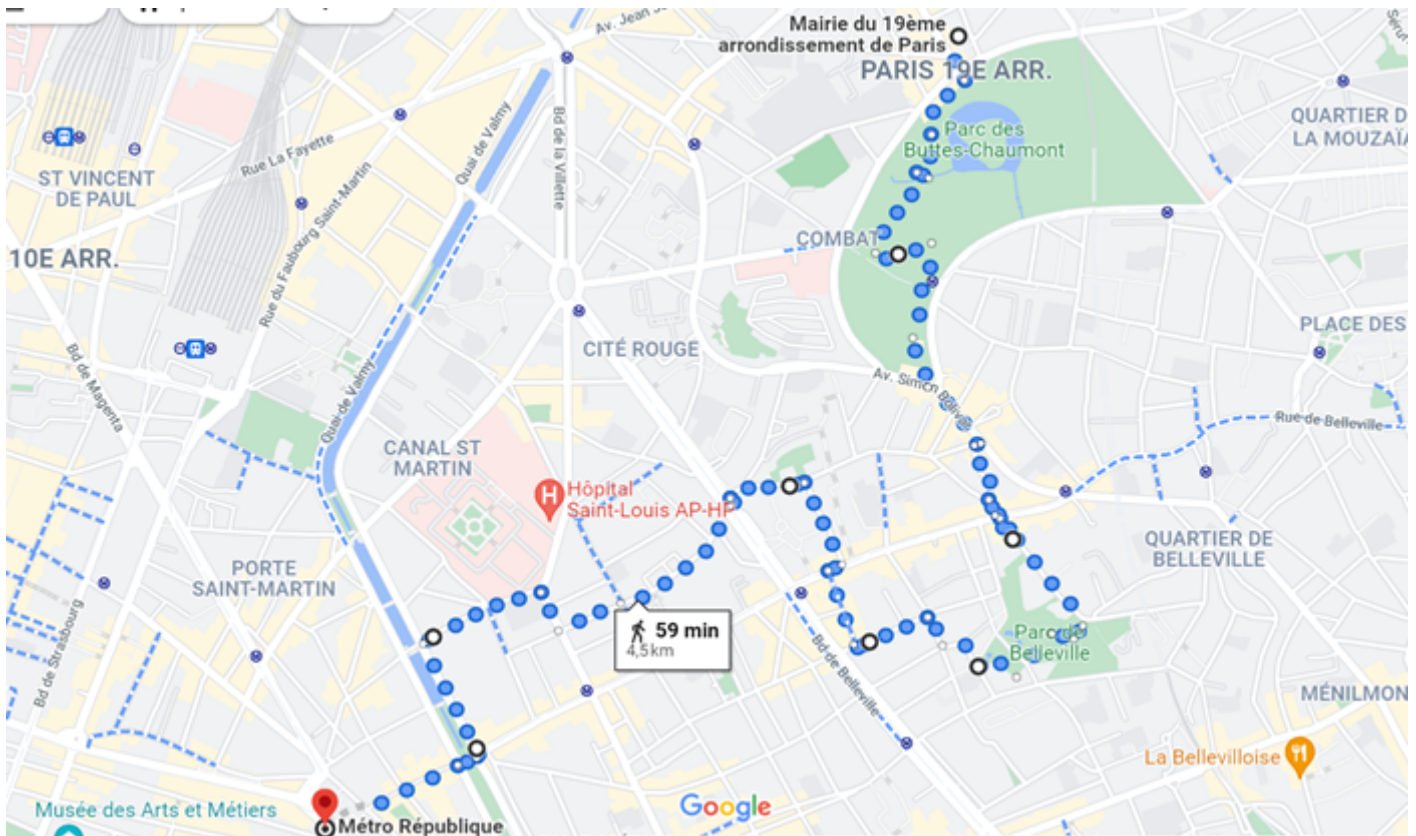 Av. Jean
Mairie du 19ème
arrondissement de Paris
PARIS 19E ARR.
Quai de Valmy
Bd de la Villette
QUARTIER D
LA MOUZAÏA
Parc des
Buttes-Chaumont
Rue La Fayette
ST VINCENT
DE PAUL
Rue du Faubourg Saint-Martin
COMBAT
10E ARR.
PLACE DES
CITÉ ROUGE
Bd de Magenta
Quai de Valmy
Av. Simon Bolivar
Rue de Belleville
CANAL ST
MARTIN
H
Hôpital
Saint-Louis AP-HP
QUARTIER DE
BELLEVILLE
PORTE
SAINT-MARTIN
59 min
4,5 km
Parc de
Belleville
Bd de Strasbourg
Bd de Belleville
MÉNILMON
La Bellevilloise
Musée des Arts et Métiers
Google
Métro République